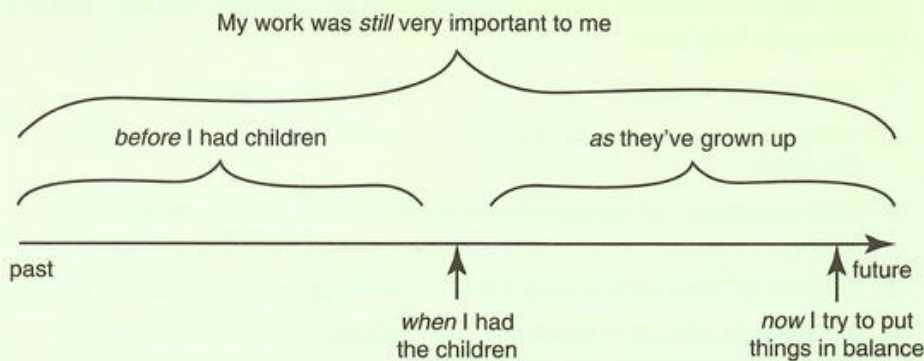 My work was still very important to me
before I had children
as they've grown up
past
future
when I had
the children
now I try to put
things in balance